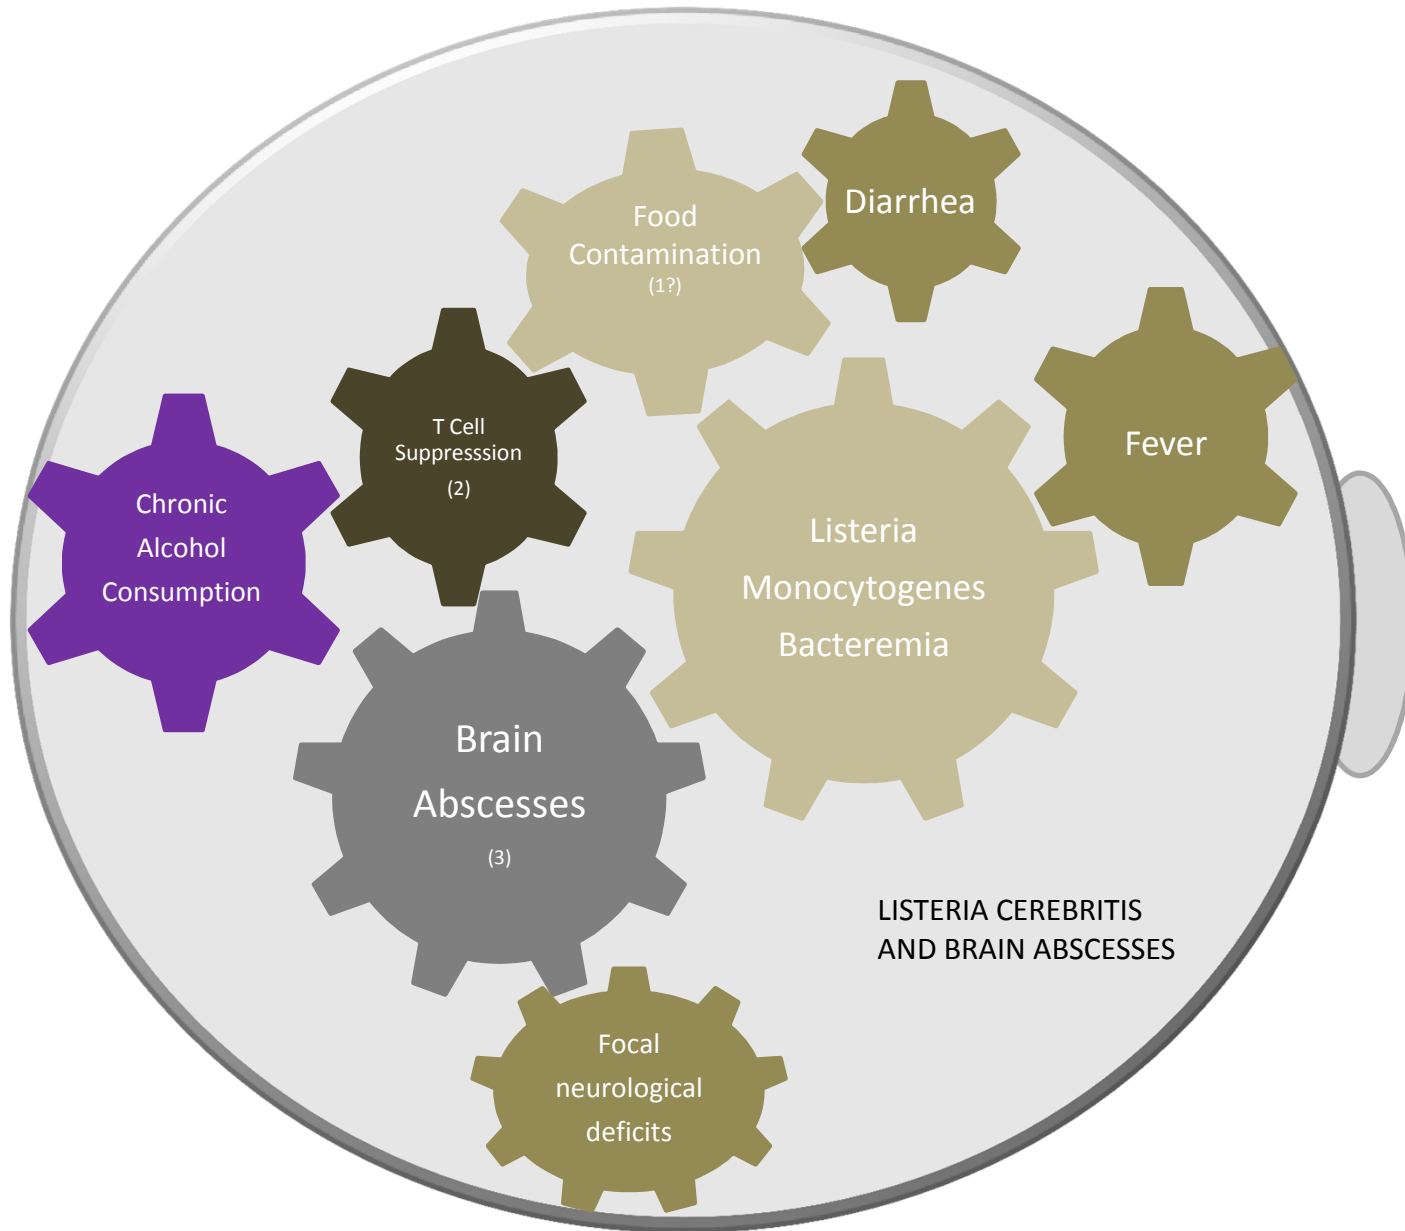 Diarrhea
Food
Contamination
(1?)
Fever
T Cell
Suppresssion
(2)
Chronic
Alcohol
Consumption
Listeria
Monocytogenes
Bacteremia
Brain
Abscesses
(3)
LISTERIA CEREBRITIS
AND BRAIN ABSCESSES
Focal
neurological
deficits